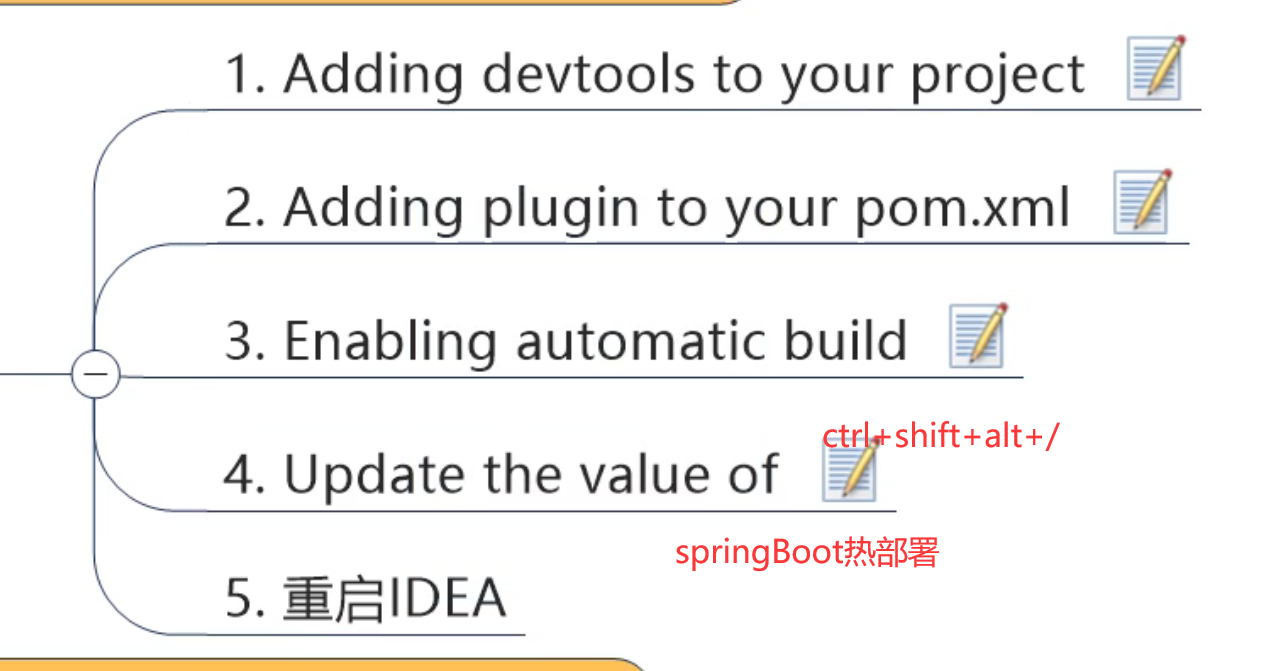 1. Adding devtools to your project
2. Adding plugin to your pom.xml
3. Enabling automatic build
ctrl+shift+alt+/
4. Update the value of
springBoot热部署
5. 重启IDEA